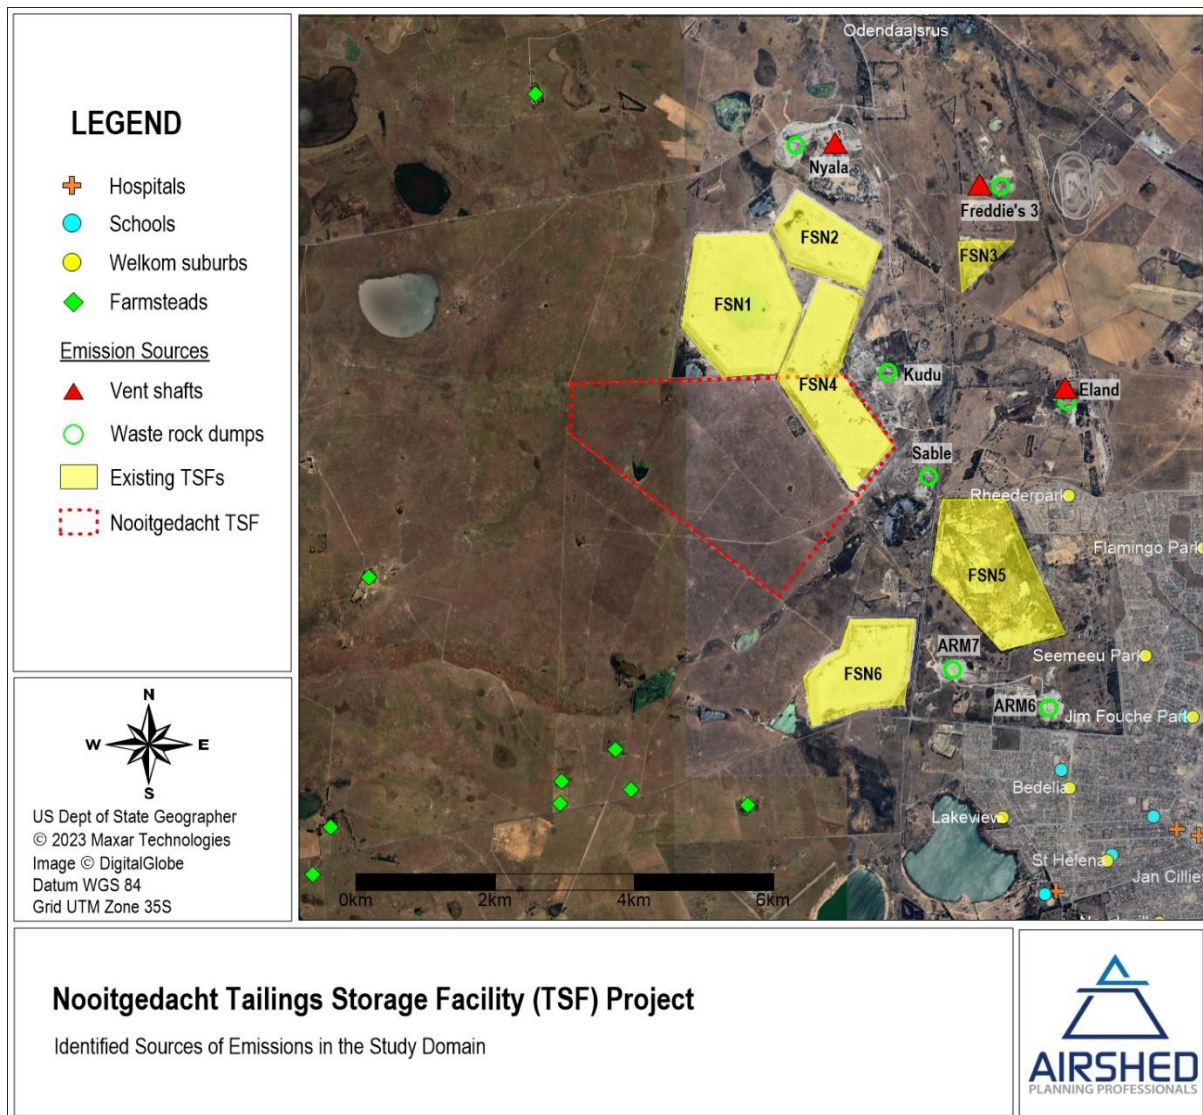 LEGEND
Hospitals
Schools
Welkom suburbs
Farmsteads
Emission Sources
Vent shafts
Waste rock dumps
Existing TSFs
Nooitgedacht TSF
N
W
E
S
US Dept of State Geographer
© 2023 Maxar Technologies
Image © DigitalGlobe
Datum WGS 84
Grid UTM Zone 35S
Odendaalsrus
Nyala
Freddie's 3
FSN2
FSN3
FSN1
Kudu
FSN4
Eland
Sable
Rheederpark
Flamingo Park
FSN5
ARM7
Seemeeu Park
FSN6
ARM6
Jim Fouche Park
Bedelia
Lakeview
St Helena
Jan Cillie
0km
2km
4km
6km
Nooitgedacht Tailings Storage Facility (TSF) Project
Identified Sources of Emissions in the Study Domain
AIRSHED
PLANNING PROFESSIONALS